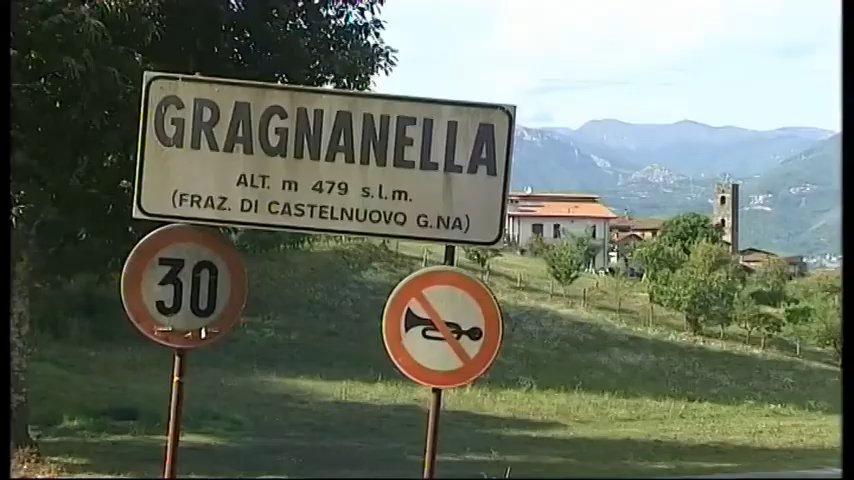 GRAGNANELLA
ALT. m 479 s.l.m.
(FRAZ. DI CASTELNUOVO G.NA)
30